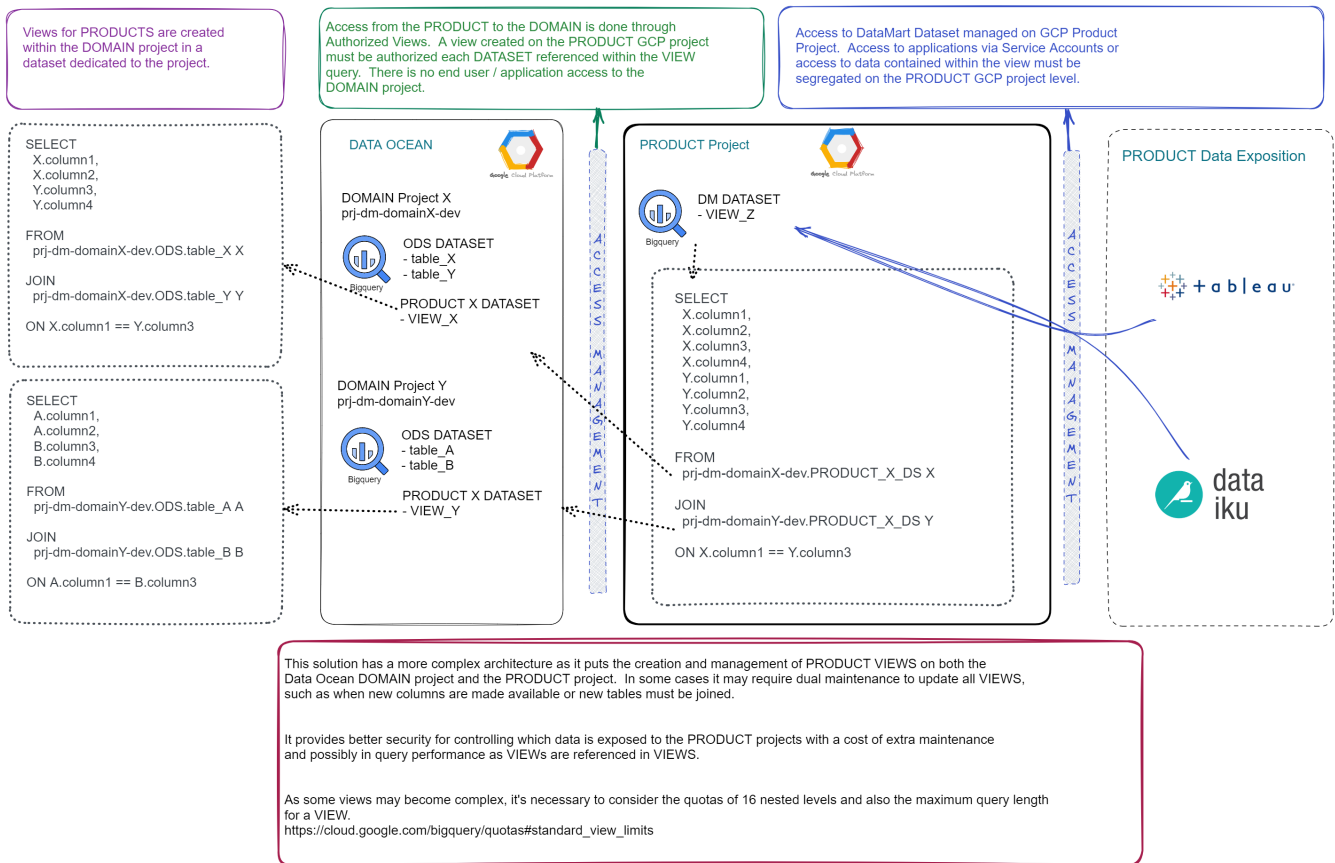 Views for PRODUCTS are created
within the DOMAIN project in a
dataset dedicated to the project.
Access from the PRODUCT to the DOMAIN is done through
Authorized Views.  A view created on the PRODUCT GCP project
must be authorized each DATASET referenced within the VIEW
query.  There is no end user / application access to the
DOMAIN project.
Access to DataMart Dataset managed on GCP Product
Project.  Access to applications via Service Accounts or
access to data contained within the view must be
segregated on the PRODUCT GCP project level.
SELECT
X.column1,
X.column2,
Y.column3,
Y.column4
FROM
prj-dm-domainX-dev.ODS.table_X X
JOIN
prj-dm-domainX-dev.ODS.table_Y Y
ON X.column1 == Y.column3
SELECT
A.column1,
A.column2,
B.column3,
B.column4
FROM
prj-dm-domainY-dev.ODS.table_A A
JOIN
prj-dm-domainY-dev.ODS.table_B B
ON A.column1 == B.column3
DATA OCEAN
Google Cloud Platform
DOMAIN Project X
prj-dm-domainX-dev
ODS DATASET
- table_X
- table_Y
Bigquery
PRODUCT X DATASET
- VIEW_X
DOMAIN Project Y
prj-dm-domainY-dev
ODS DATASET
- table_A
- table_B
Bigquery
PRODUCT X DATASET
- VIEW_Y
ACCESS MANAGEMENT
PRODUCT Project
Google Cloud Platform
DM DATASET
- VIEW_Z
Bigquery
SELECT
X.column1,
X.column2,
X.column3,
X.column4,
Y.column1,
Y.column2,
Y.column3,
Y.column4
FROM
prj-dm-domainX-dev.PRODUCT_X_DS X
JOIN
prj-dm-domainY-dev.PRODUCT_X_DS Y
ON X.column1 == Y.column3
ACCESS MANAGEMENT
PRODUCT Data Exposition
tableau
data
iku
This solution has a more complex architecture as it puts the creation and management of PRODUCT VIEWS on both the
Data Ocean DOMAIN project and the PRODUCT project.  In some cases it may require dual maintenance to update all VIEWS,
such as when new columns are made available or new tables must be joined.
It provides better security for controlling which data is exposed to the PRODUCT projects with a cost of extra maintenance
and possibly in query performance as VIEWs are referenced in VIEWS.
As some views may become complex, it's necessary to consider the quotas of 16 nested levels and also the maximum query length
for a VIEW.
https://cloud.google.com/bigquery/quotas#standard_view_limits